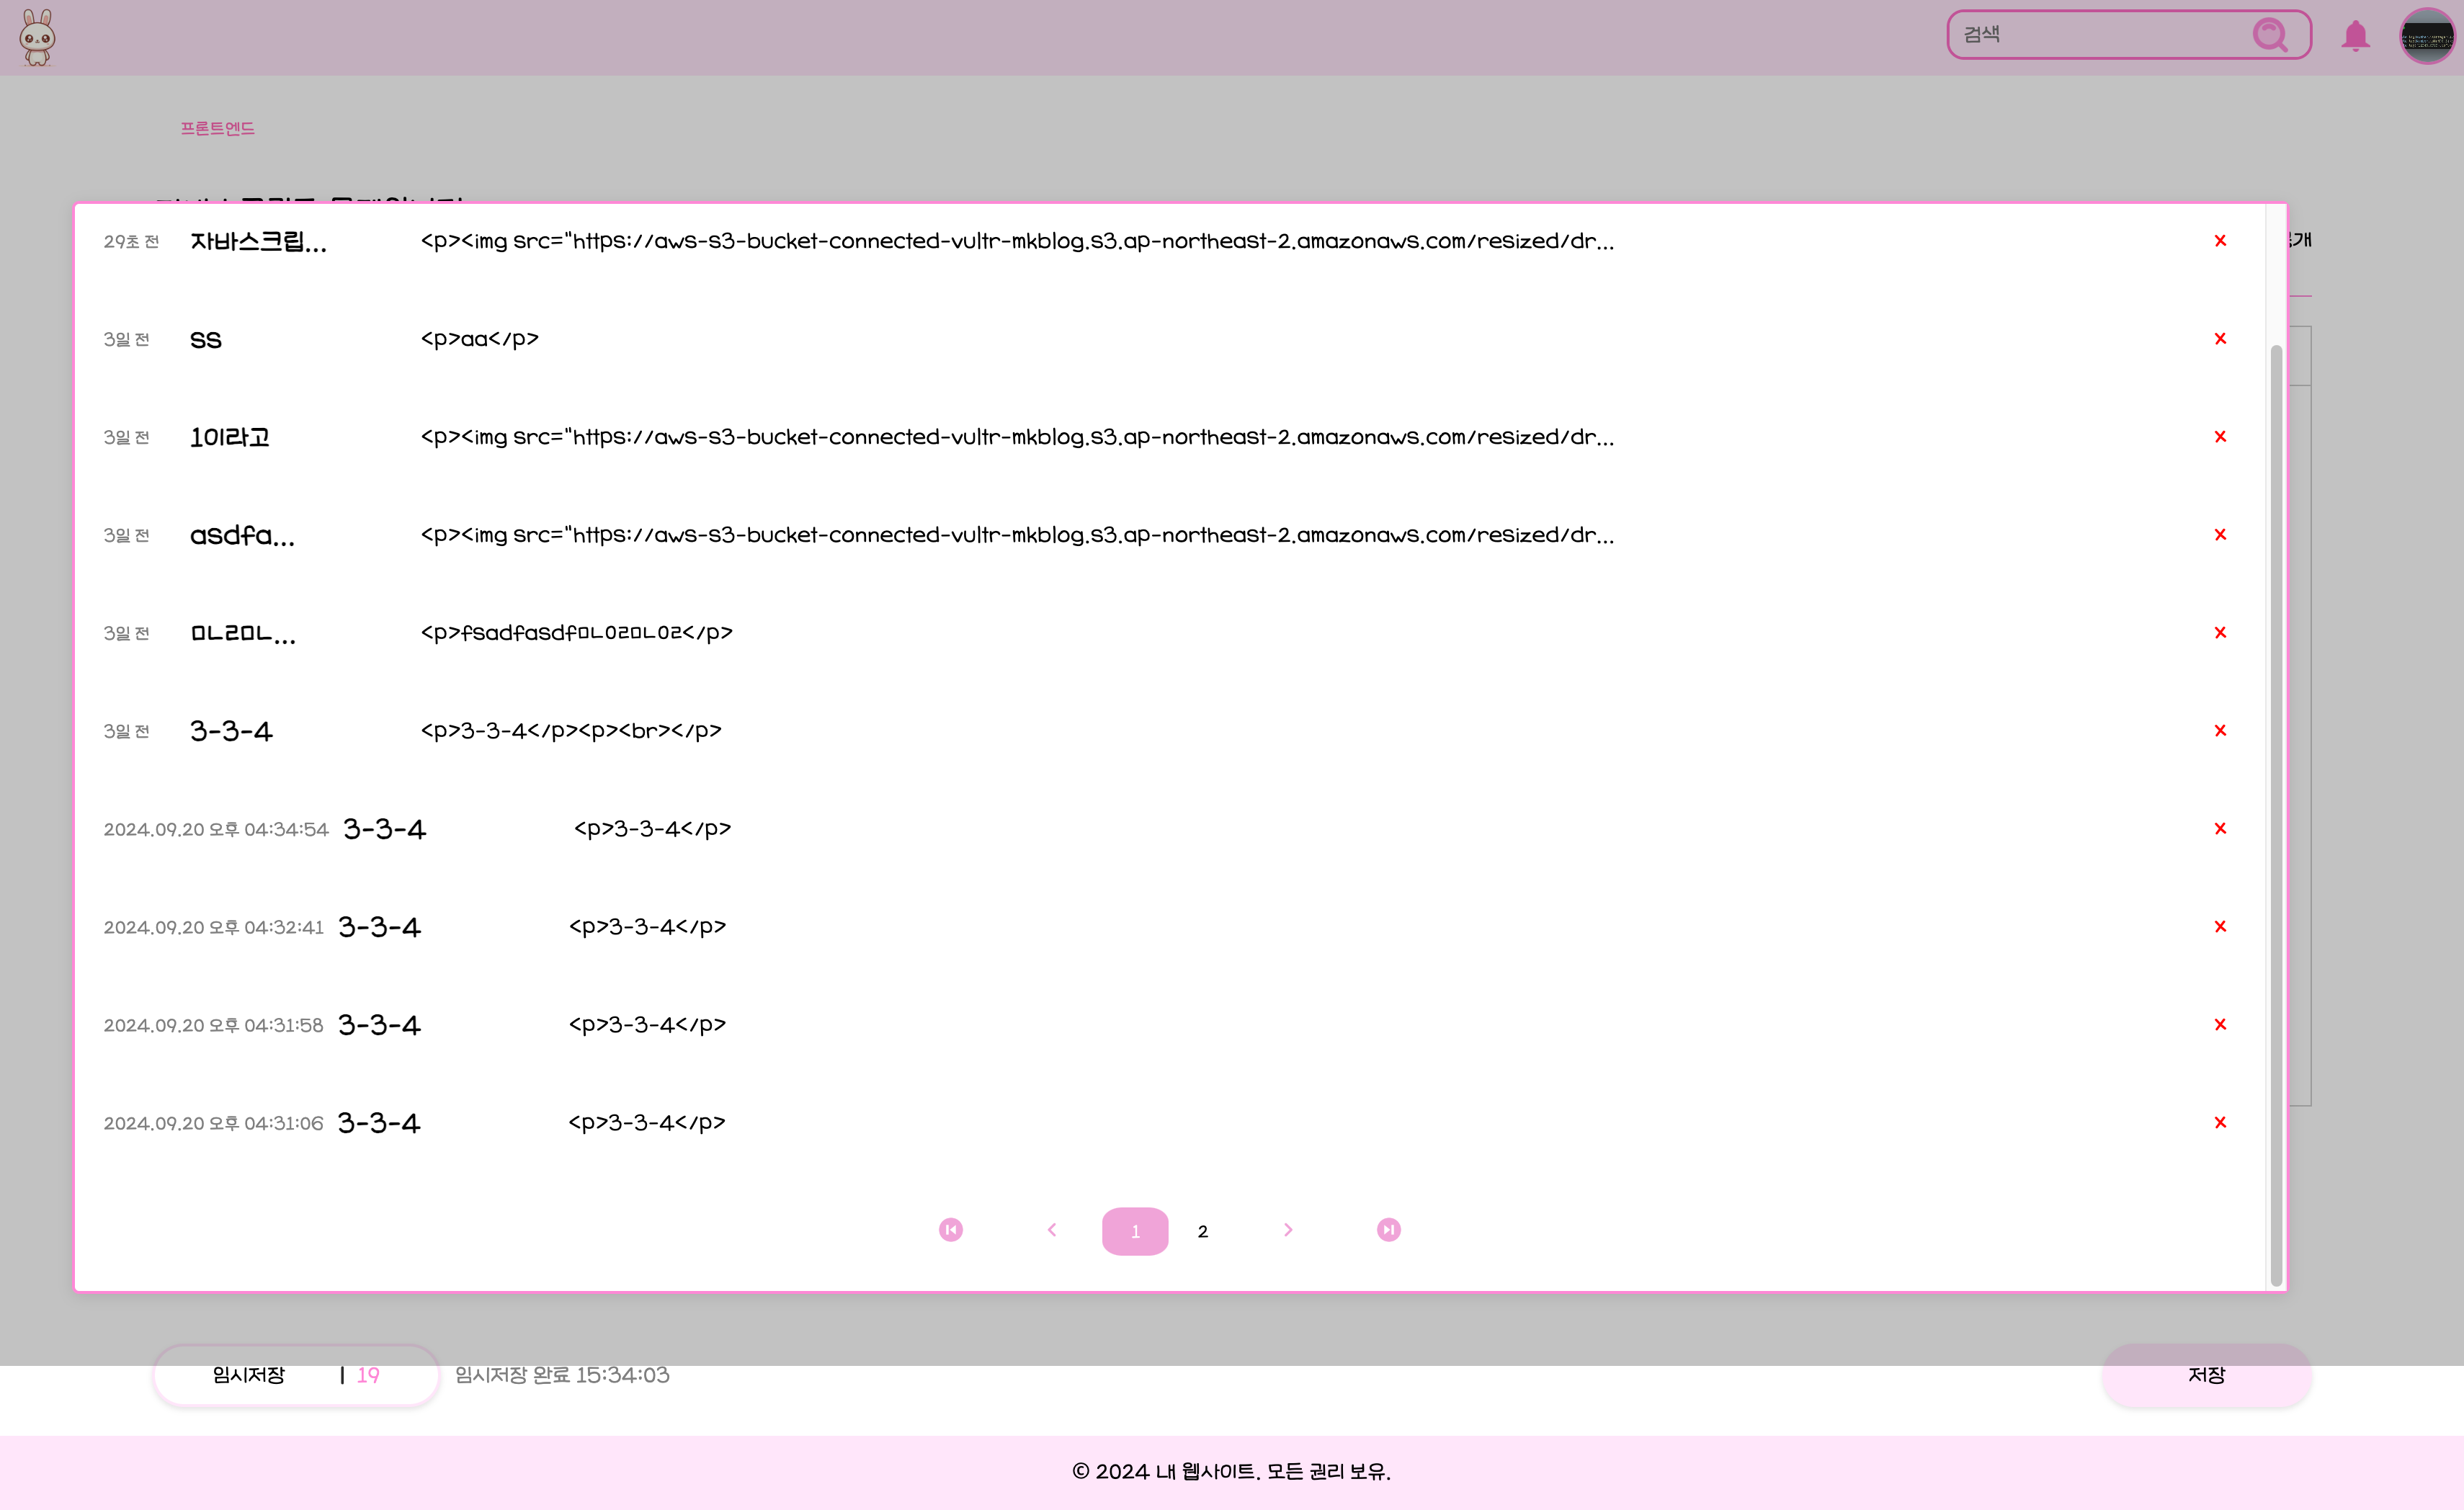 검색
프론트엔드
29초 전 자바스크립... <p><img src="https://aws-s3-bucket-connected-vultr-mkblog.s3.ap-northeast-2.amazonaws.com/resized/dr... x
3일 전 ss <p>aa</p> x
3일 전 1이라고 <p><img src="https://aws-s3-bucket-connected-vultr-mkblog.s3.ap-northeast-2.amazonaws.com/resized/dr... x
3일 전 asdfa... <p><img src="https://aws-s3-bucket-connected-vultr-mkblog.s3.ap-northeast-2.amazonaws.com/resized/dr... x
3일 전 ㅁㄴㄹㅁㄴ... <p>fsadfasdfㅁㄴㅇㄹㅁㄴㅇㄹ</p> x
3일 전 3-3-4 <p>3-3-4</p><p><br></p> x
2024.09.20 오후 04:34:54 3-3-4 <p>3-3-4</p> x
2024.09.20 오후 04:32:41 3-3-4 <p>3-3-4</p> x
2024.09.20 오후 04:31:58 3-3-4 <p>3-3-4</p> x
2024.09.20 오후 04:31:06 3-3-4 <p>3-3-4</p> x
1 2
임시저장 | 19 임시저장 완료 15:34:03 저장
© 2024 내 웹사이트. 모든 권리 보유.